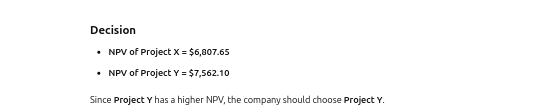 Decision
• NPV of Project X = $6,807.65
• NPV of Project Y = $7,562.10
Since Project Y has a higher NPV, the company should choose Project Y.